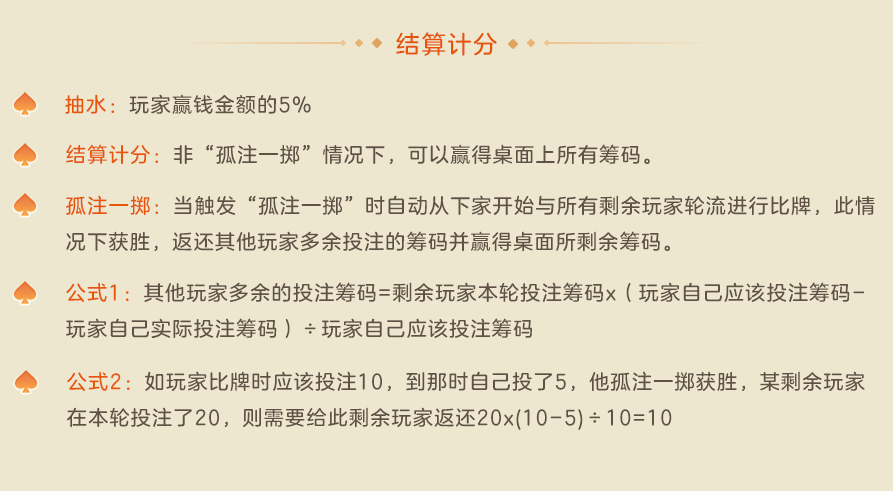 结算计分
抽水：玩家赢钱金额的5%
结算计分：非“孤注一掷”情况下，可以赢得桌面上所有筹码。
孤注一掷：当触发“孤注一掷”时自动从下家开始与所有剩余玩家轮流进行比牌，此情
况下获胜，返还其他玩家多余投注的筹码并赢得桌面所剩余筹码。
公式1：其他玩家多余的投注筹码=剩余玩家本轮投注筹码x（玩家自己应该投注筹码-
玩家自己实际投注筹码）÷玩家自己应该投注筹码
公式2：如玩家比牌时应该投注10，到那时自己投了5，他孤注一掷获胜，某剩余玩家
在本轮投注了20，则需要给此剩余玩家返还20x(10-5)÷10=10